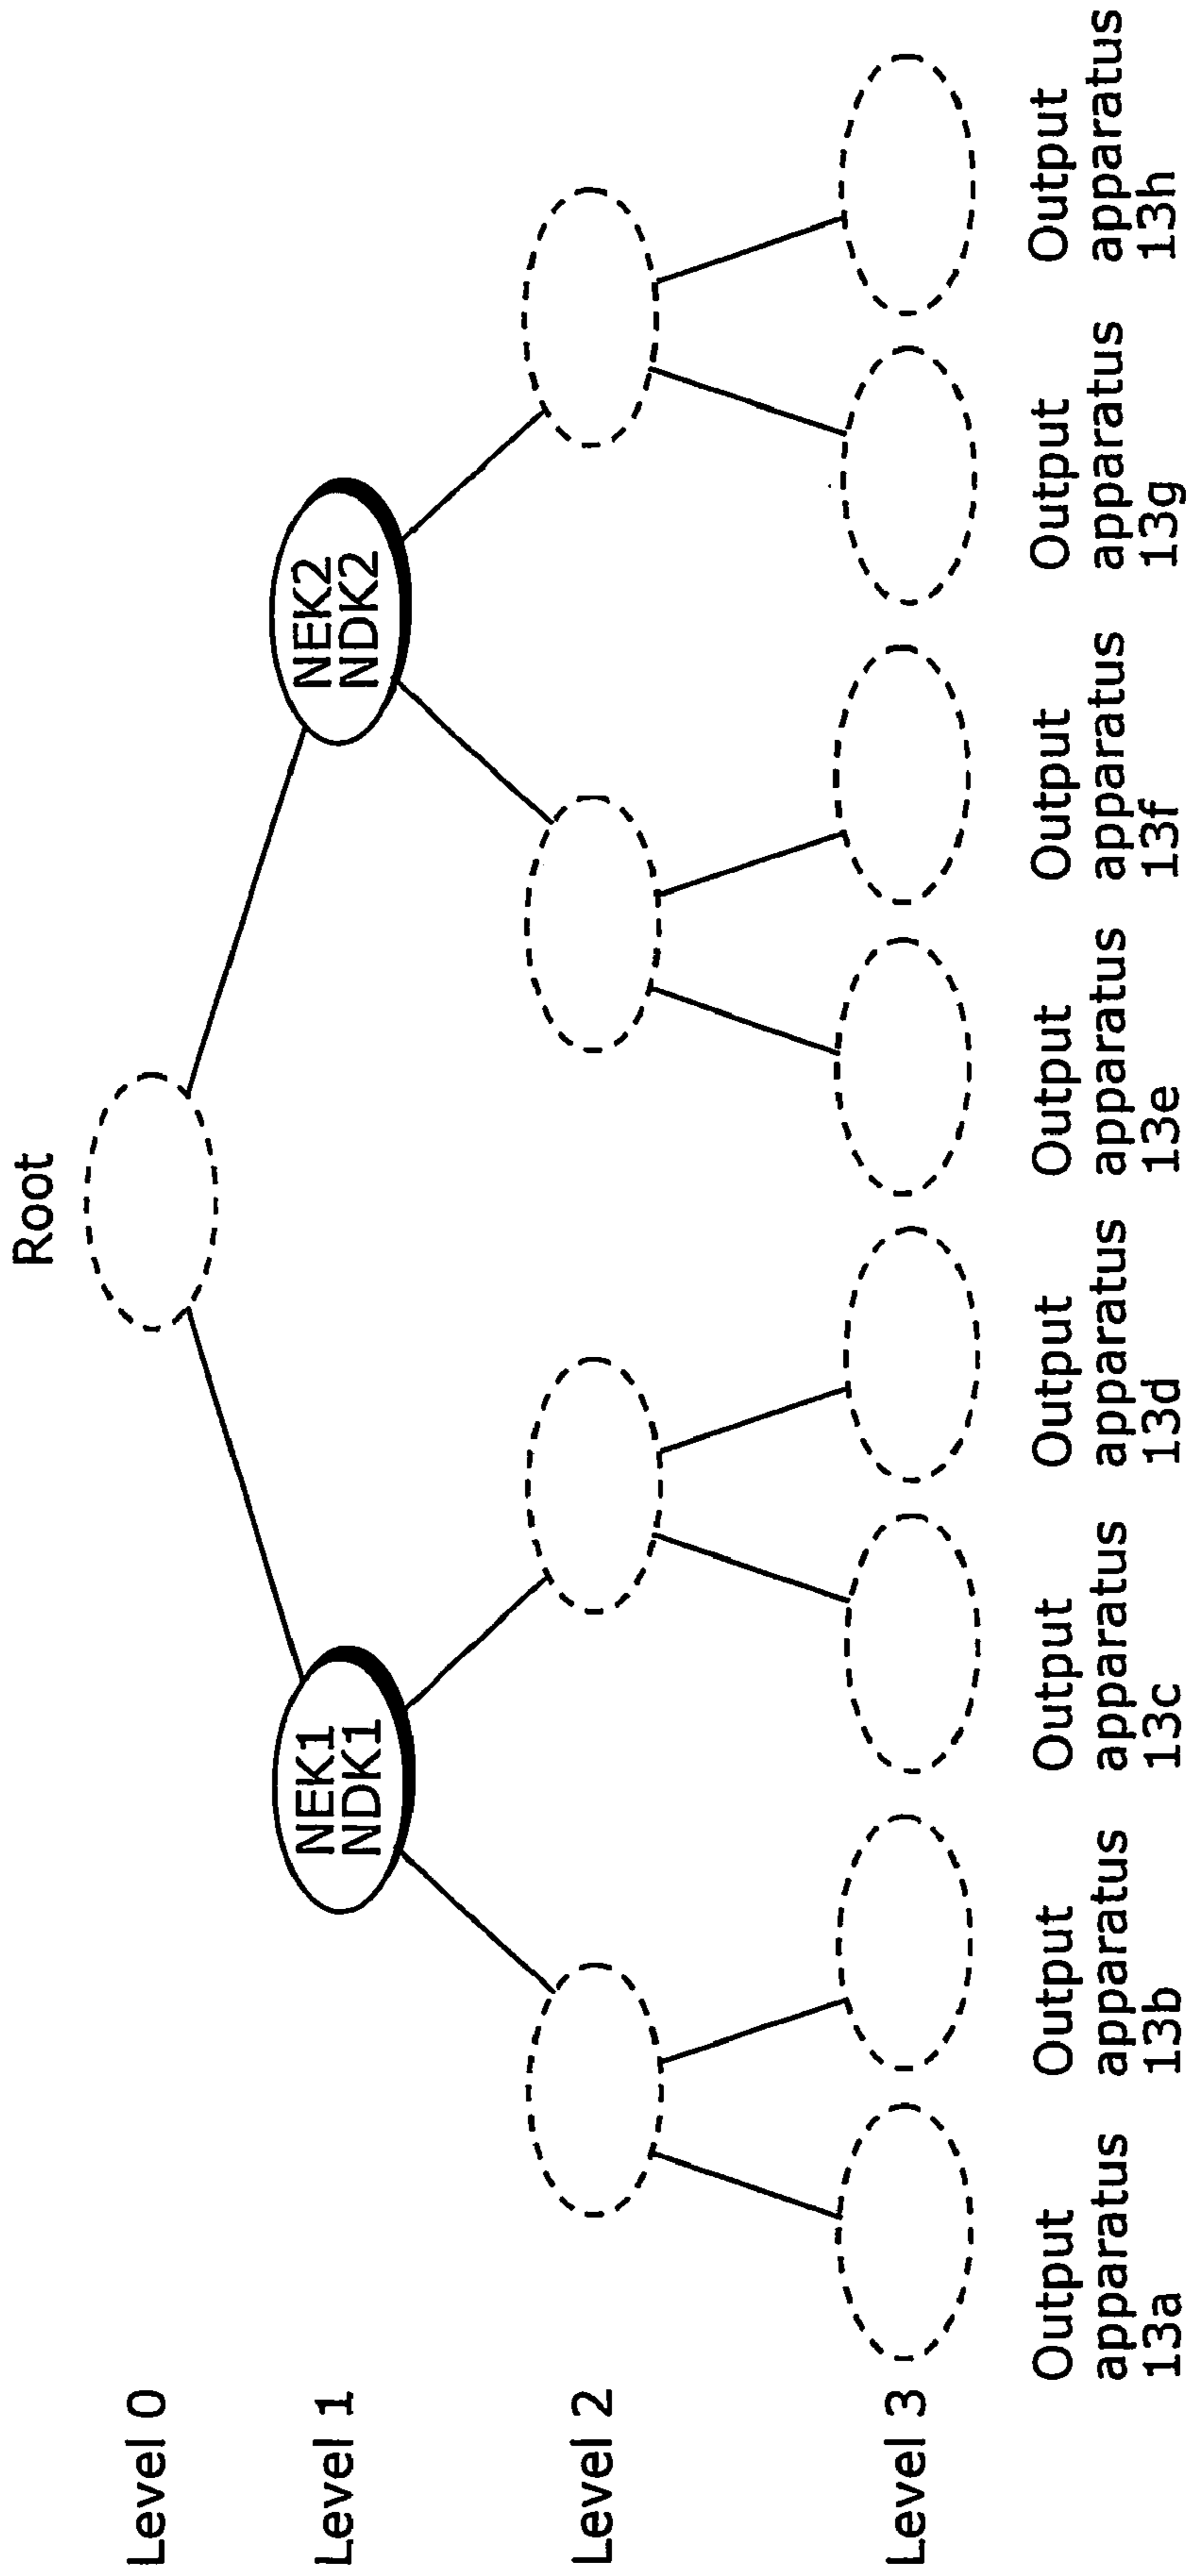 Root
Level 0
Level 1
NEK1
NDK1
NEK2
NDK2
Level 2
Level 3
Output
apparatus
13a
Output
apparatus
13b
Output
apparatus
13c
Output
apparatus
13d
Output
apparatus
13e
Output
apparatus
13f
Output
apparatus
13g
Output
apparatus
13h